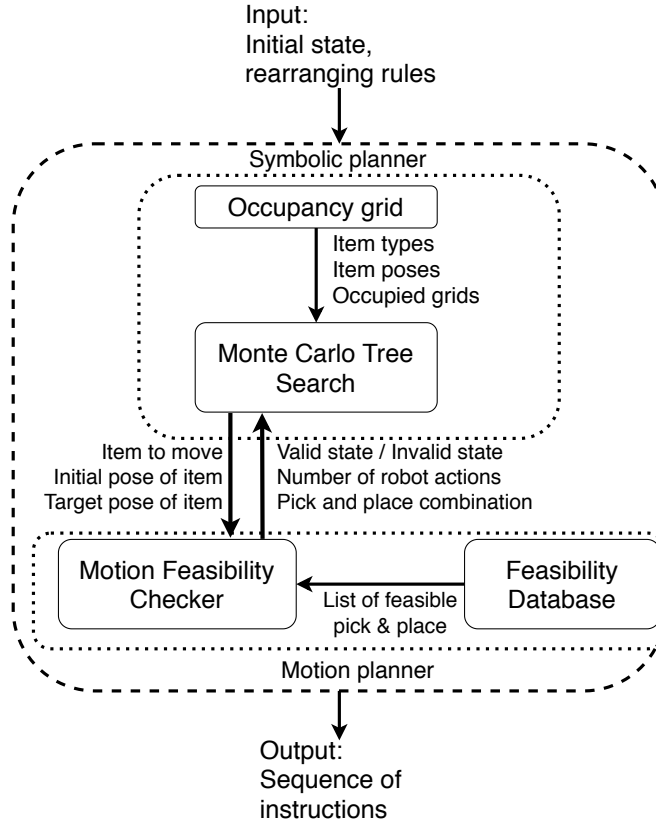 Input:
Initial state,
rearranging rules
Symbolic planner
Occupancy grid
Item types
Item poses
Occupied grids
Monte Carlo Tree
Search
Item to move
Initial pose of item
Target pose of item
Valid state / Invalid state
Number of robot actions
Pick and place combination
Motion Feasibility
Checker
List of feasible
pick & place
Feasibility
Database
Motion planner
Output:
Sequence of
instructions